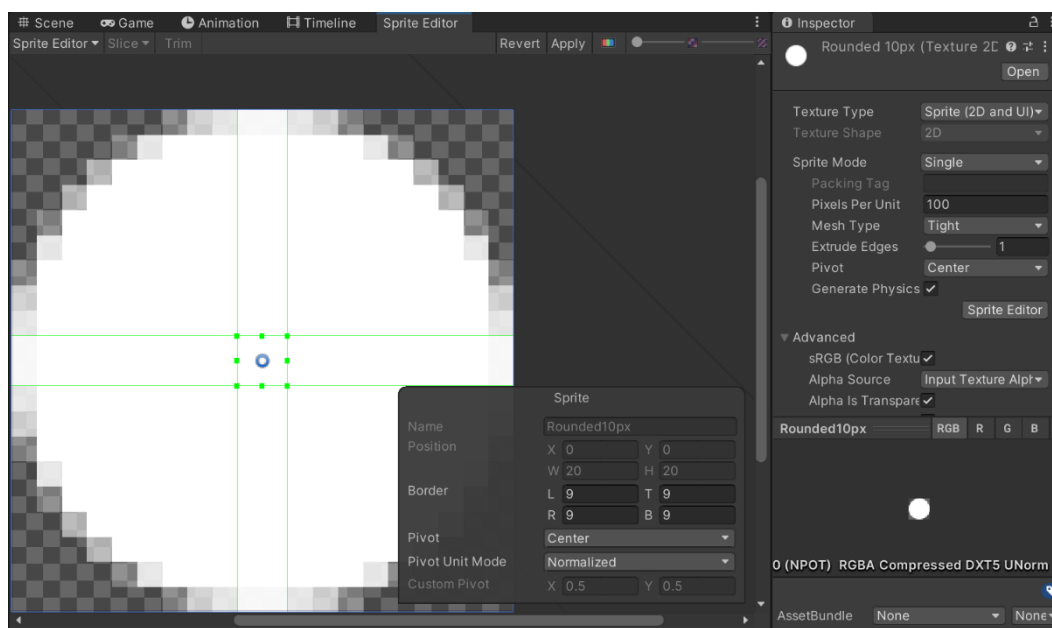 Scene Game Animation Timeline Sprite Editor
Sprite Editor Slice Trim Revert Apply
Sprite
Name Rounded10px
Position X 0 Y 0
W 20 H 20
Border L 9 T 9
R 9 B 9
Pivot Center
Pivot Unit Mode Normalized
Custom Pivot X 0.5 Y 0.5
Inspector
Rounded 10px (Texture 2D
Open
Texture Type Sprite (2D and UI)
Texture Shape 2D
Sprite Mode Single
Packing Tag
Pixels Per Unit 100
Mesh Type Tight
Extrude Edges 1
Pivot Center
Generate Physics
Sprite Editor
Advanced
sRGB (Color Textu
Alpha Source Input Texture Alph
Alpha Is Transpare
Rounded10px RGB R G B
0 (NPOT) RGBA Compressed DXT5 UNorm
AssetBundle None None